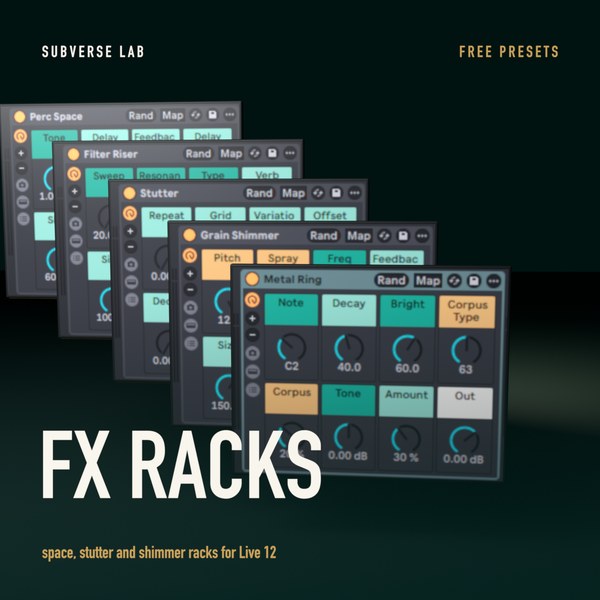 SUBVERSE LAB
FREE PRESETS
Perc Space Rand Map
Tone Delay Feedbac Delay
Filter Riser Rand Map
Sweep Resonan Type Verb
Stutter Rand Map
Repeat Grid Variatio Offset
Grain Shimmer Rand Map
Pitch Spray Freq Feedbac
Metal Ring Rand Map
Note Decay Bright Corpus Type
C2 40.0 60.0 63
Corpus Tone Amount Out
0.00 dB 30 % 0.00 dB
FX RACKS
space, stutter and shimmer racks for Live 12